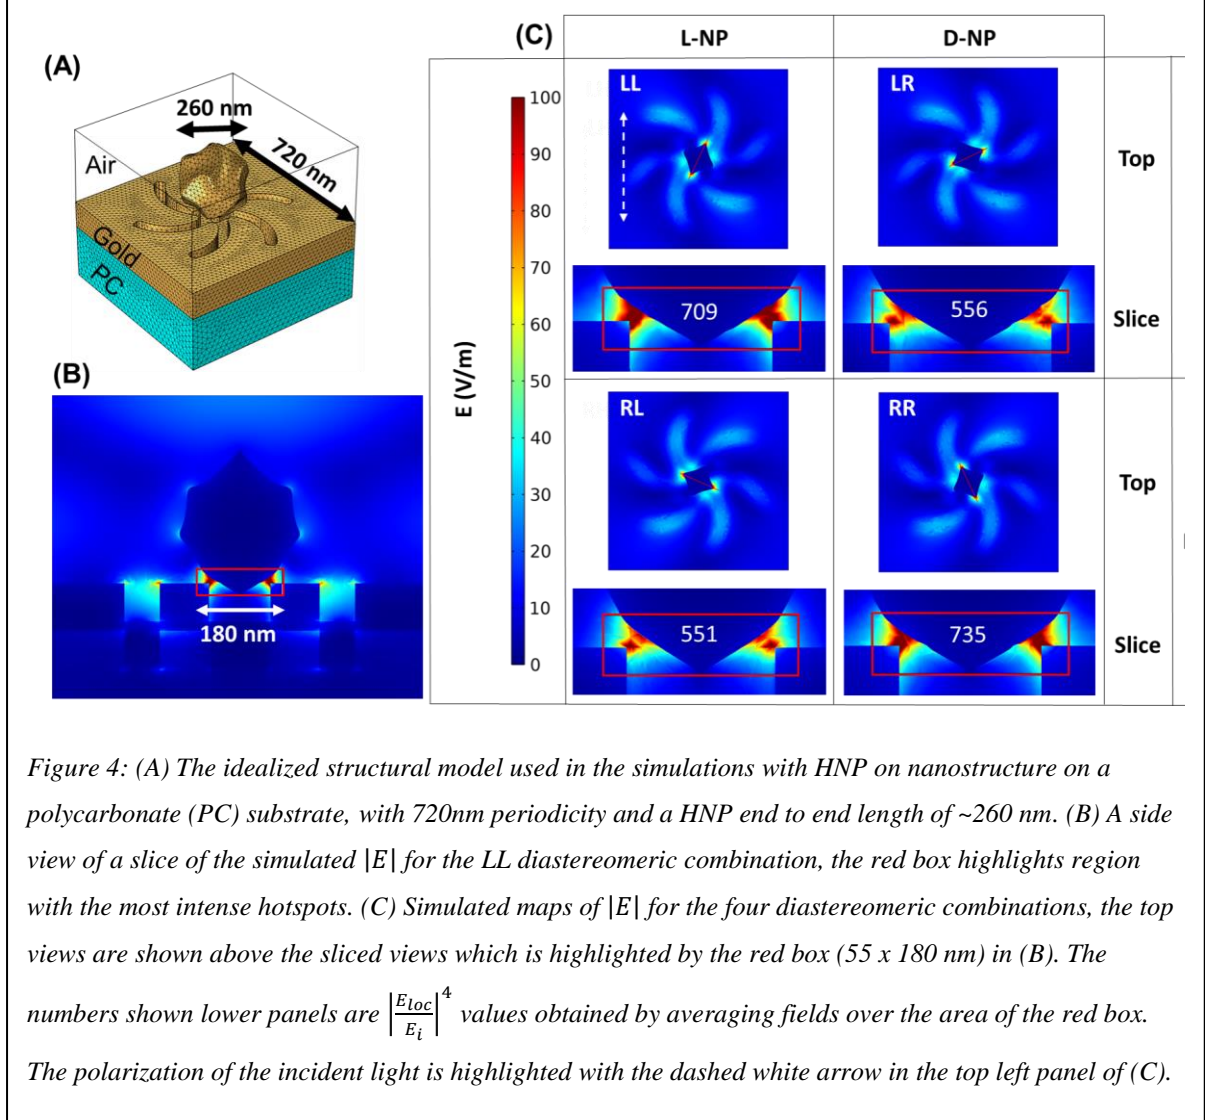 (A)
260 nm
720 nm
Air
Gold
PC
(B)
180 nm
(C)
L-NP
D-NP
E (V/m)
100
90
80
70
60
50
40
30
20
10
0
LL
LR
Top
709
556
Slice
RL
RR
Top
551
735
Slice
Figure 4: (A) The idealized structural model used in the simulations with HNP on nanostructure on a
polycarbonate (PC) substrate, with 720nm periodicity and a HNP end to end length of ~260 nm. (B) A side
view of a slice of the simulated |E| for the LL diastereomeric combination, the red box highlights region
with the most intense hotspots. (C) Simulated maps of |E| for the four diastereomeric combinations, the top
views are shown above the sliced views which is highlighted by the red box (55 x 180 nm) in (B). The
numbers shown lower panels are |E_loc/E_i|^4 values obtained by averaging fields over the area of the red box.
The polarization of the incident light is highlighted with the dashed white arrow in the top left panel of (C).